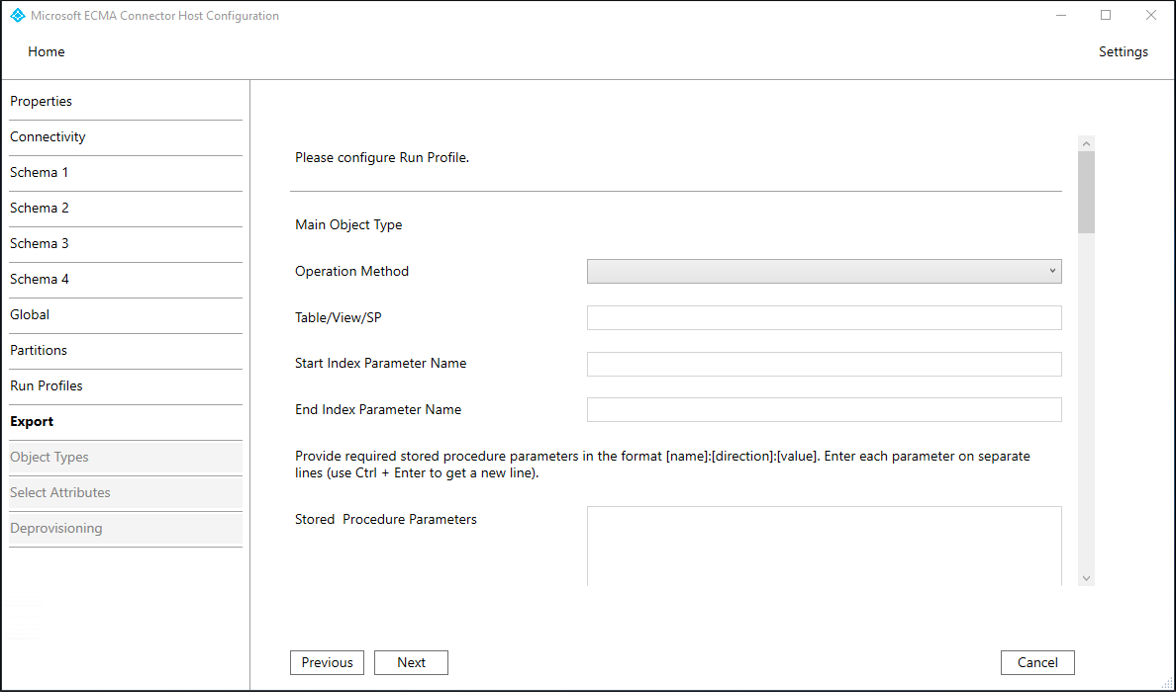 Microsoft ECMA Connector Host Configuration
Home
Settings
Properties
Connectivity
Schema 1
Schema 2
Schema 3
Schema 4
Global
Partitions
Run Profiles
Export
Object Types
Select Attributes
Deprovisioning
Please configure Run Profile.
Main Object Type
Operation Method
Table/View/SP
Start Index Parameter Name
End Index Parameter Name
Provide required stored procedure parameters in the format [name]:[direction]:[value]. Enter each parameter on separate
lines (use Ctrl + Enter to get a new line).
Stored  Procedure Parameters
Previous
Next
Cancel